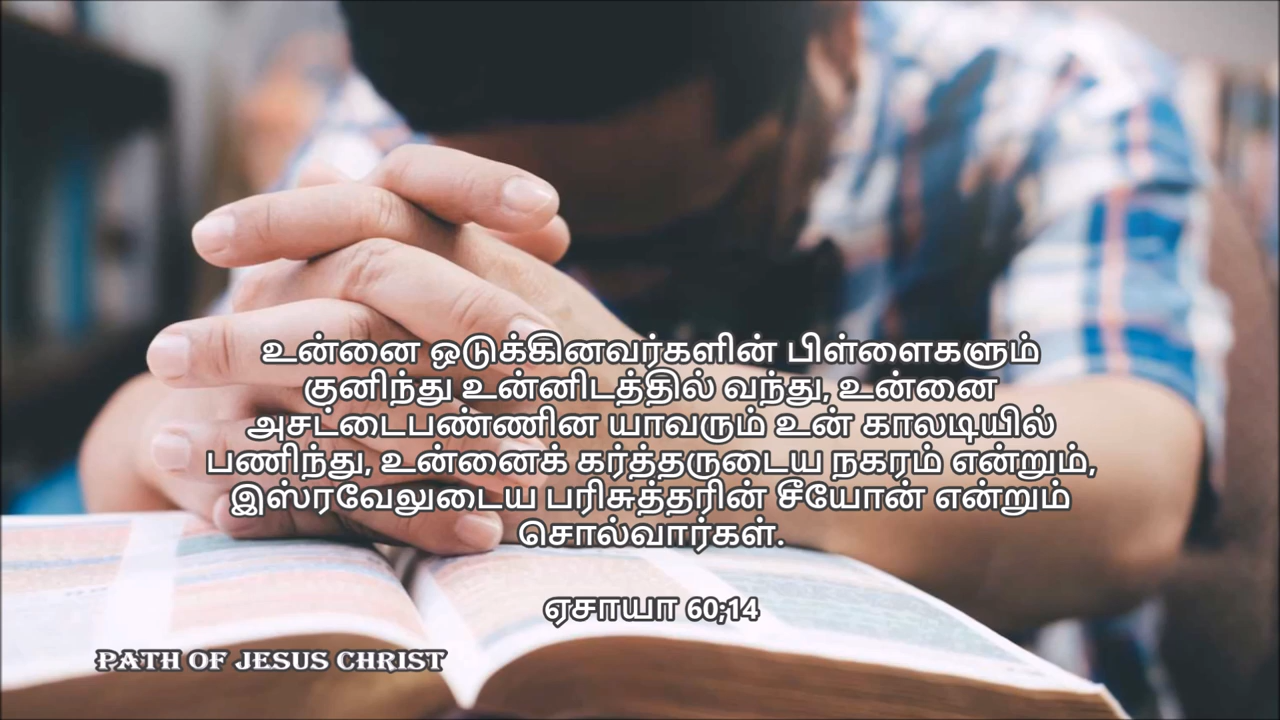 உன்னை ஒடுக்கினவர்களின் பிள்ளைகளும்
குனிந்து உன்னிடத்தில் வந்து, உன்னை
அசட்டைபண்ணின யாவரும் உன் காலடியில்
பணிந்து, உன்னைக் கர்த்தருடைய நகரம் என்றும்,
இஸ்ரவேலுடைய பரிசுத்தரின் சீயோன் என்றும்
சொல்வார்கள்.
ஏசாயா 60;14
PATH OF JESUS CHRIST